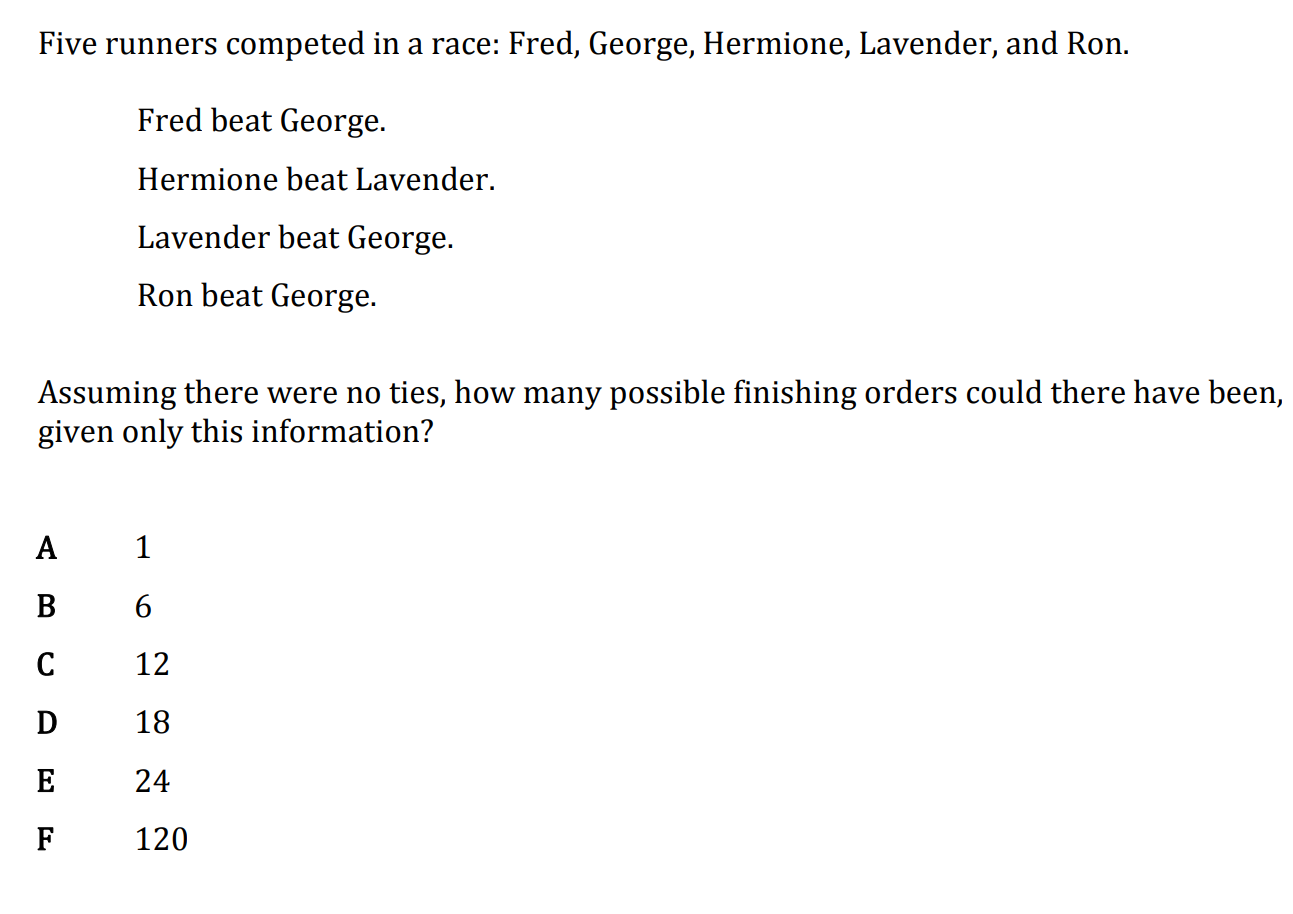 Five runners competed in a race: Fred, George, Hermione, Lavender, and Ron.
Fred beat George.
Hermione beat Lavender.
Lavender beat George.
Ron beat George.
Assuming there were no ties, how many possible finishing orders could there have been,
given only this information?
A 1
B 6
C 12
D 18
E 24
F 120